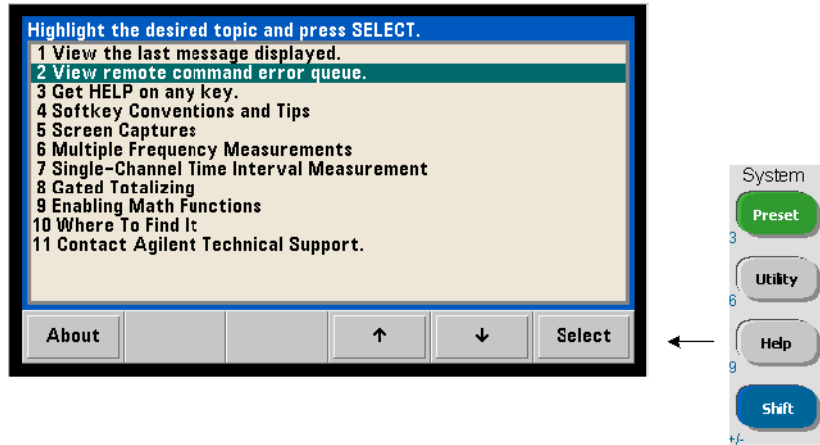 Highlight the desired topic and press SELECT.
1 View the last message displayed.
2 View remote command error queue.
3 Get HELP on any key.
4 Softkey Conventions and Tips
5 Screen Captures
6 Multiple Frequency Measurements
7 Single-Channel Time Interval Measurement
8 Gated Totalizing
9 Enabling Math Functions
10 Where To Find It
11 Contact Agilent Technical Support.
About ↑ ↓ Select
System
Preset
3
Utility
6
Help
9
Shift
+/-